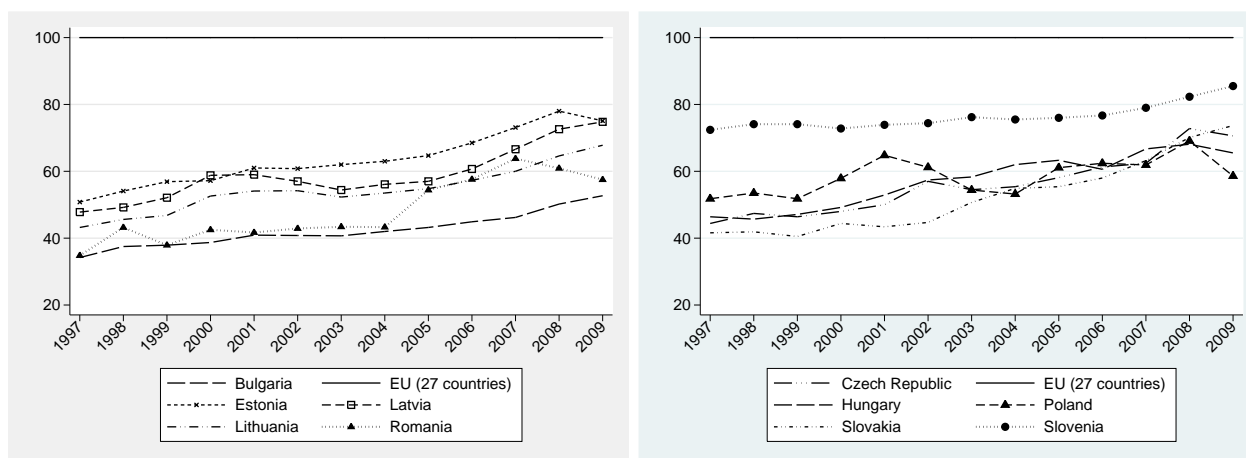 100
80
60
40
20
1997 1998 1999 2000 2001 2002 2003 2004 2005 2006 2007 2008 2009
Bulgaria EU (27 countries)
Estonia Latvia
Lithuania Romania
100
80
60
40
20
1997 1998 1999 2000 2001 2002 2003 2004 2005 2006 2007 2008 2009
Czech Republic EU (27 countries)
Hungary Poland
Slovakia Slovenia